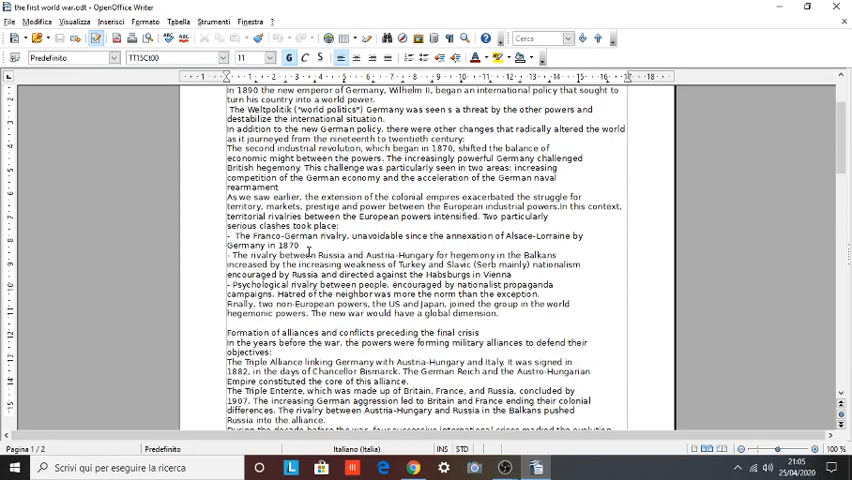 the first world war.odt - OpenOffice Writer
File Modifica Visualizza Inserisci Formato Tabella Strumenti Finestra ?
Cerca
Predefinito TT15Ct00 11 G C S
In 1890 the new emperor of Germany, Wilhelm II, began an international policy that sought to
turn his country into a world power.
The Weltpolitik ("world politics") Germany was seen s a threat by the other powers and
destabilize the international situation.
In addition to the new German policy, there were other changes that radically altered the world
as it journeyed from the nineteenth to twentieth century:
The second industrial revolution, which began in 1870, shifted the balance of
economic might between the powers. The increasingly powerful Germany challenged
British hegemony. This challenge was particularly seen in two areas: increasing
competition of the German economy and the acceleration of the German naval
rearmament
As we saw earlier, the extension of the colonial empires exacerbated the struggle for
territory, markets, prestige and power between the European industrial powers.In this context,
territorial rivalries between the European powers intensified. Two particularly
serious clashes took place:
- The Franco-German rivalry, unavoidable since the annexation of Alsace-Lorraine by
Germany in 1870
- The rivalry between Russia and Austria-Hungary for hegemony in the Balkans
increased by the increasing weakness of Turkey and Slavic (Serb mainly) nationalism
encouraged by Russia and directed against the Habsburgs in Vienna
- Psychological rivalry between people, encouraged by nationalist propaganda
campaigns. Hatred of the neighbor was more the norm than the exception.
Finally, two non-European powers, the US and Japan, joined the group in the world
hegemonic powers. The new war would have a global dimension.
Formation of alliances and conflicts preceding the final crisis
In the years before the war, the powers were forming military alliances to defend their
objectives:
The Triple Alliance linking Germany with Austria-Hungary and Italy. It was signed in
1882, in the days of Chancellor Bismarck. The German Reich and the Austro-Hungarian
Empire constituted the core of this alliance.
The Triple Entente, which was made up of Britain, France, and Russia, concluded by
1907. The increasing German aggression led to Britain and France ending their colonial
differences. The rivalry between Austria-Hungary and Russia in the Balkans pushed
Russia into the alliance.
During the decade before the war, four successive international crises marked the evolution
Pagina 1 / 2 Predefinito Italiano (Italia) INS STD 100 %
Scrivi qui per eseguire la ricerca
21:05
25/04/2020